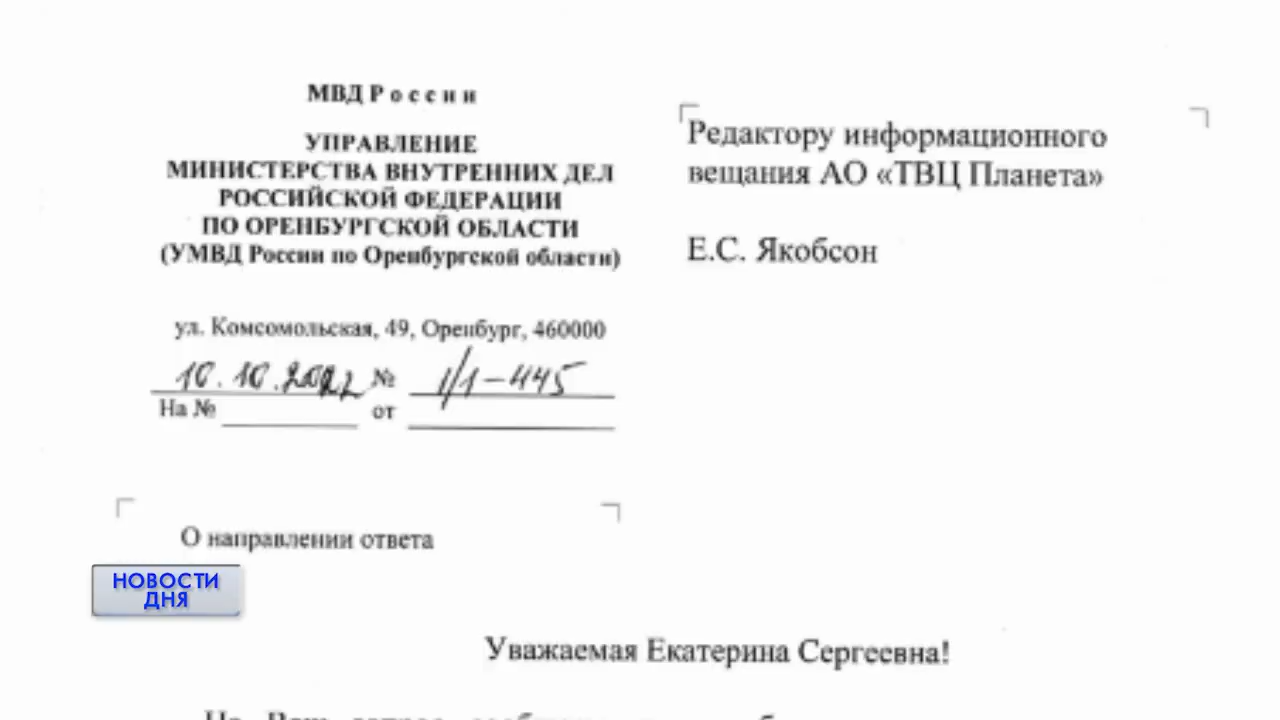 МВД России
УПРАВЛЕНИЕ
МИНИСТЕРСТВА ВНУТРЕННИХ ДЕЛ
РОССИЙСКОЙ ФЕДЕРАЦИИ
ПО ОРЕНБУРГСКОЙ ОБЛАСТИ
(УМВД России по Оренбургской области)
ул. Комсомольская, 49, Оренбург, 460000
10.10.2022 № 1/1-445
На № от
Редактору информационного
вещания АО «ТВЦ Планета»
Е.С. Якобсон
О направлении ответа
НОВОСТИ
ДНЯ
Уважаемая Екатерина Сергеевна!